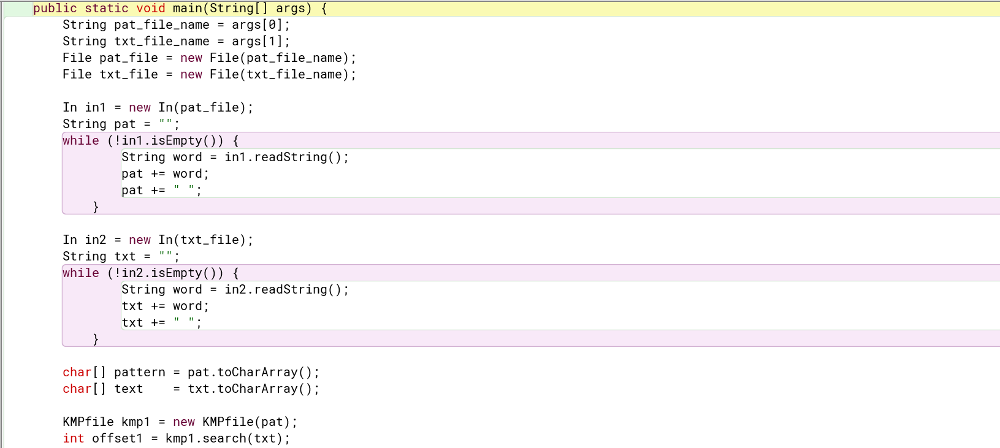 public static void main(String[] args) {
String pat_file_name = args[0];
String txt_file_name = args[1];
File pat_file = new File(pat_file_name);
File txt_file = new File(txt_file_name);
In in1 = new In(pat_file);
String pat = "";
while (!in1.isEmpty()) {
String word = in1.readString();
pat += word;
pat += " ";
}
In in2 = new In(txt_file);
String txt = "";
while (!in2.isEmpty()) {
String word = in2.readString();
txt += word;
txt += " ";
}
char[] pattern = pat.toCharArray();
char[] text    = txt.toCharArray();
KMPfile kmp1 = new KMPfile(pat);
int offset1 = kmp1.search(txt);